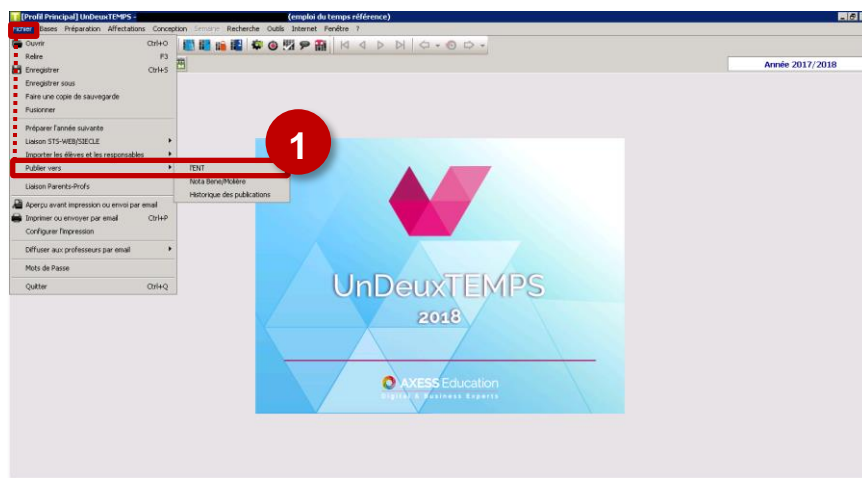 [Profil Principal] UnDeuxTEMPS - (emploi du temps référence)
Fichier Bases Préparation Affectations Conception Semaine Recherche Outils Internet Fenêtre ?
Ouvrir Ctrl+O
Relire F3
Enregistrer Ctrl+S
Enregistrer sous
Faire une copie de sauvegarde
Fusionner
Préparer l'année suivante
Liaison STS-WEB/SIECLE
Importer les élèves et les responsables
Publier vers
l'ENT
Nota Bene/Molière
Historique des publications
Liaison Parents-Profs
Aperçu avant impression ou envoi par email
Imprimer ou envoyer par email Ctrl+P
Configurer l'impression
Diffuser aux professeurs par email
Mots de Passe
Quitter Ctrl+Q
Année 2017/2018
1
UnDeuxTEMPS
2018
AXESS Education
Digital & Business Experts